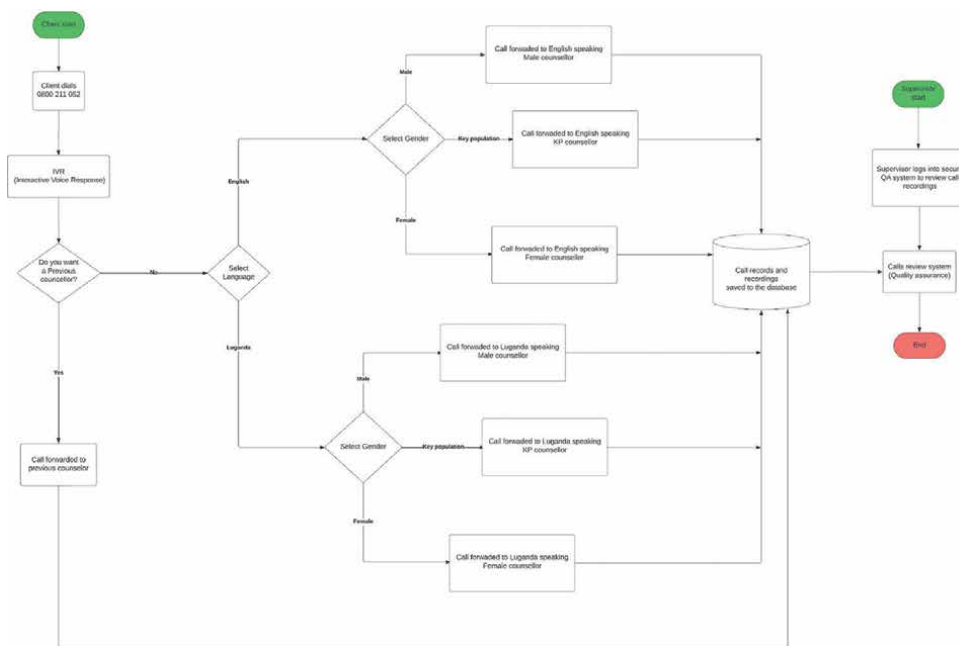 Client start
Client dials
0800 211 052
IVR
(Interactive Voice Response)
Do you want
a Previous
councellor?
No
Yes
Call forwarded to
previous counselor
Select
Language
English
Luganda
Select Gender
Male
Key population
Female
Call forwaded to English speaking
Male counsellor
Call forwaded to English speaking
KP counsellor
Call forwaded to English speaking
Female counsellor
Select Gender
Male
Key population
Female
Call forwaded to Luganda speaking
Male counsellor
Call forwaded to Luganda speaking
KP counsellor
Call forwaded to Luganda speaking
Female counsellor
Call records and
recordings
saved to the database
Supervisor
start
Supervisor logs into secure
QA system to review call
recordings
Calls review system
(Quality assurance)
End